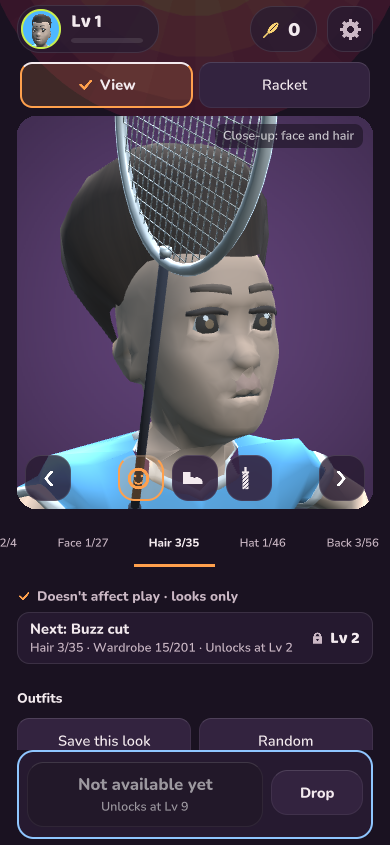 Lv 1
0
View
Racket
Close-up: face and hair
2/4
Face 1/27
Hair 3/35
Hat 1/46
Back 3/56
Doesn't affect play · looks only
Next: Buzz cut
Hair 3/35 · Wardrobe 15/201 · Unlocks at Lv 2
Lv 2
Outfits
Save this look
Random
Not available yet
Unlocks at Lv 9
Drop